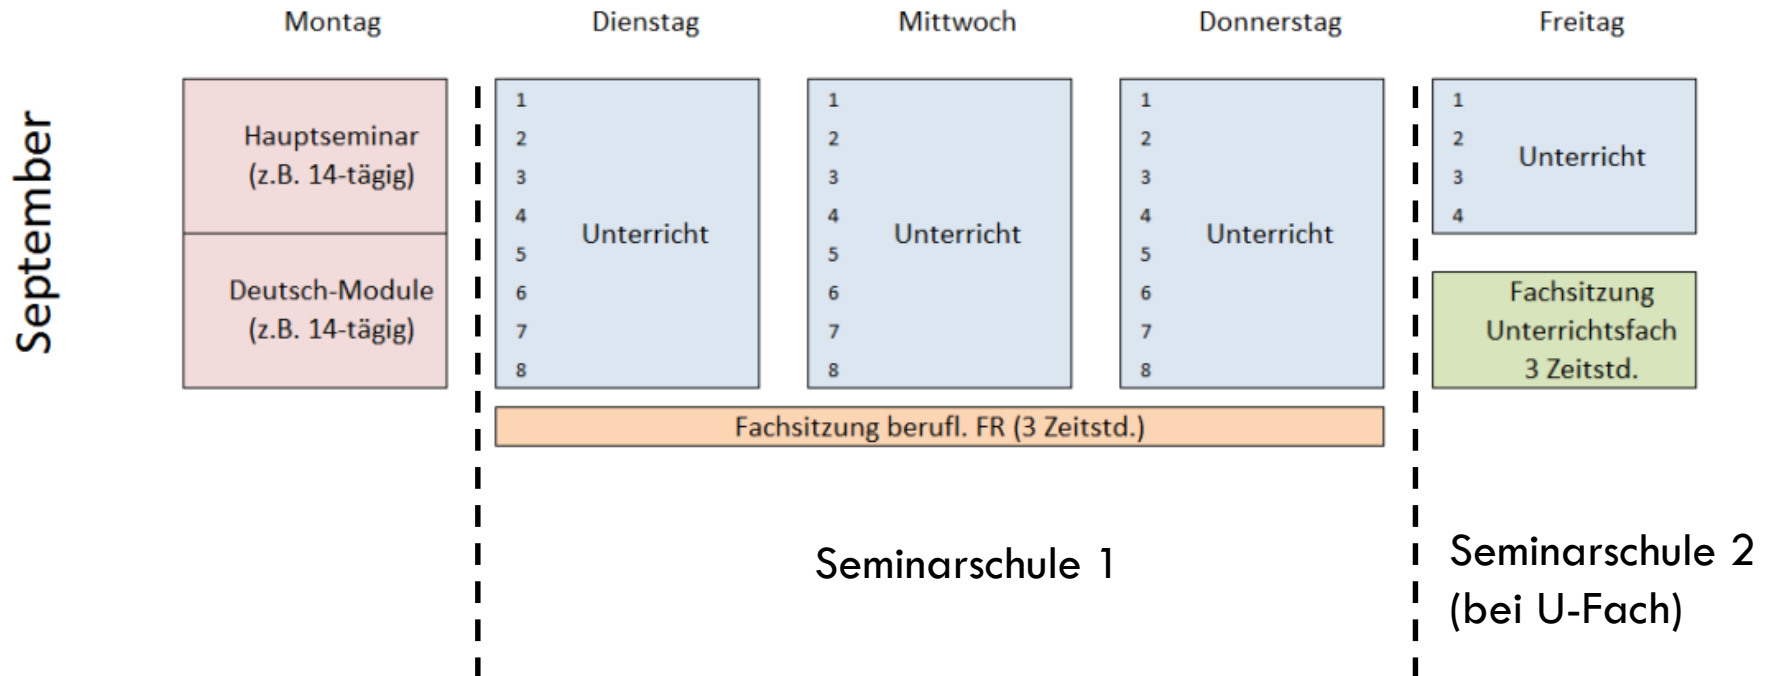 Montag
Dienstag
Mittwoch
Donnerstag
Freitag
September
Hauptseminar
(z.B. 14-tägig)
Deutsch-Module
(z.B. 14-tägig)
1
2
3
4
5
6
7
8
Unterricht
1
2
3
4
5
6
7
8
Unterricht
1
2
3
4
5
6
7
8
Unterricht
1
2
3
4
Unterricht
Fachsitzung
Unterrichtsfach
3 Zeitstd.
Fachsitzung berufl. FR (3 Zeitstd.)
Seminarschule 1
Seminarschule 2
(bei U-Fach)